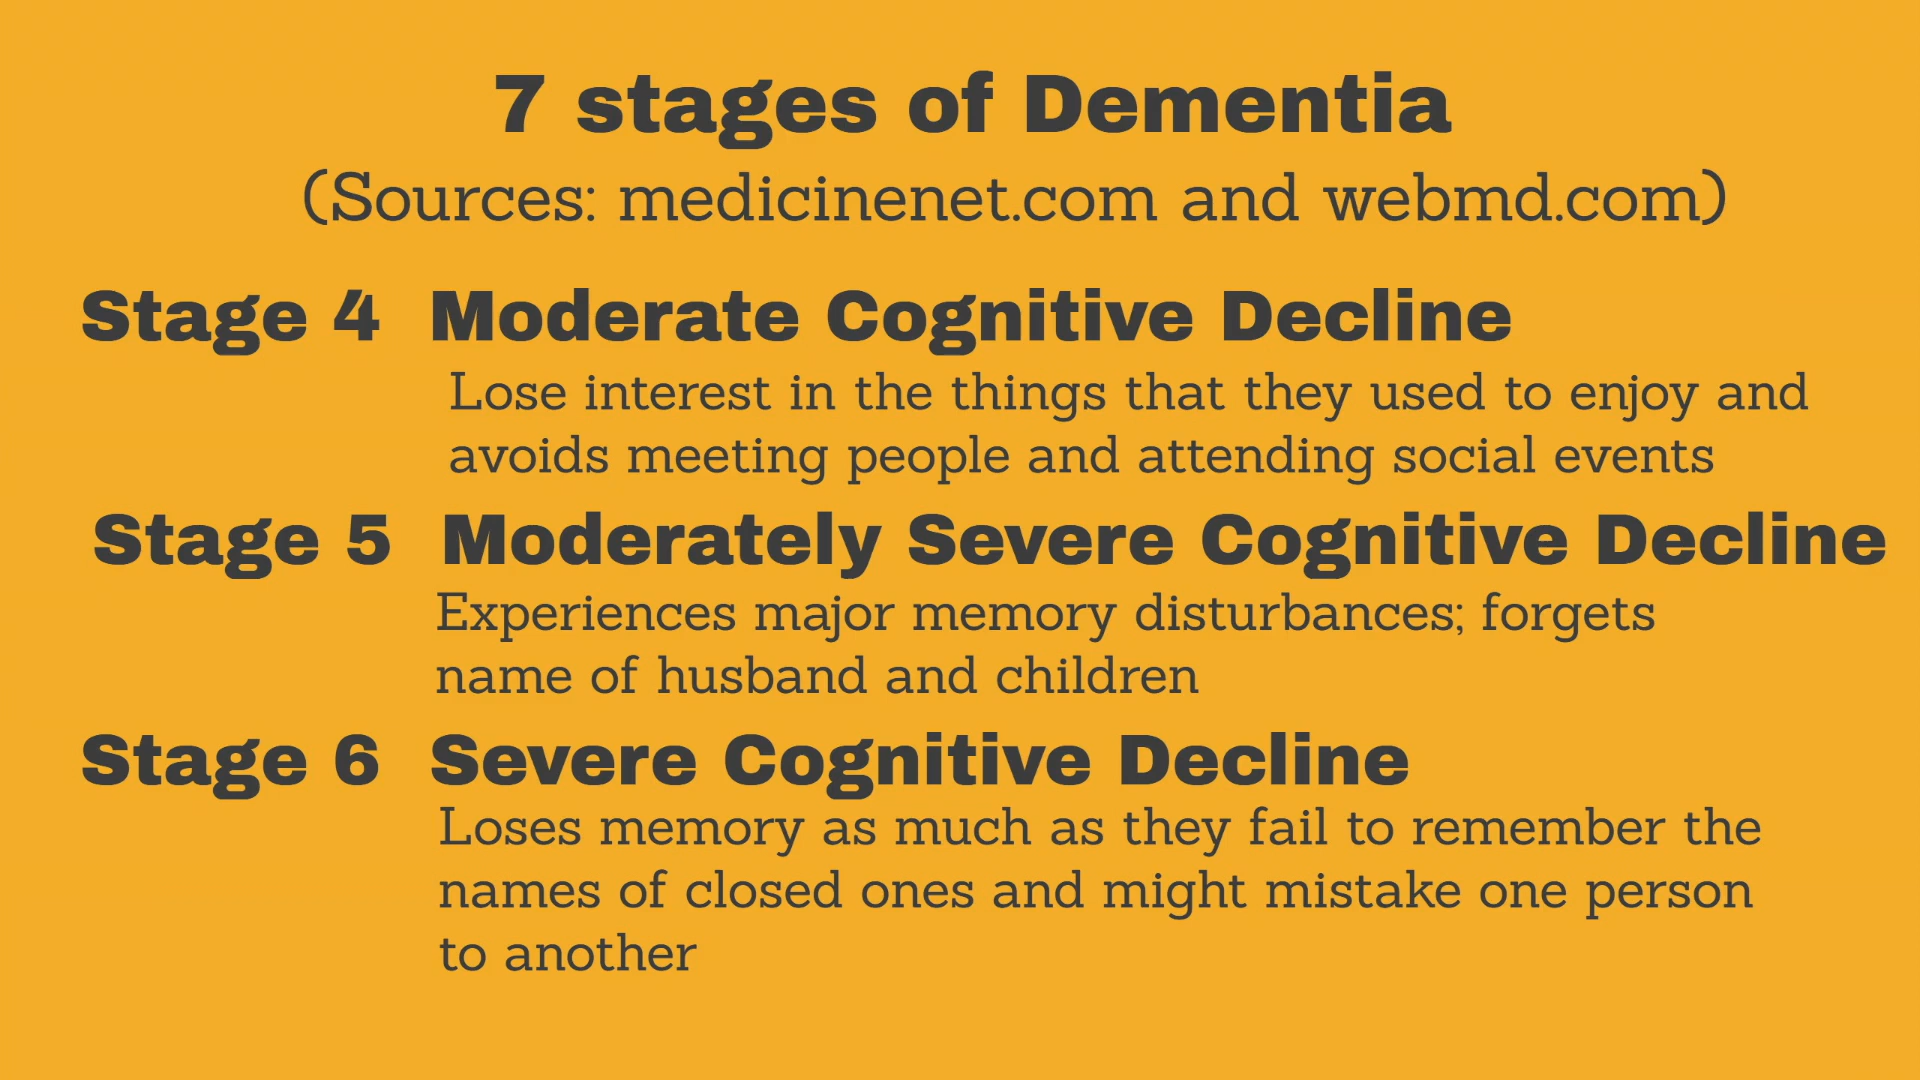 7 stages of Dementia
(Sources: medicinenet.com and webmd.com)
Stage 4 Moderate Cognitive Decline
Lose interest in the things that they used to enjoy and
avoids meeting people and attending social events
Stage 5 Moderately Severe Cognitive Decline
Experiences major memory disturbances; forgets
name of husband and children
Stage 6 Severe Cognitive Decline
Loses memory as much as they fail to remember the
names of closed ones and might mistake one person
to another